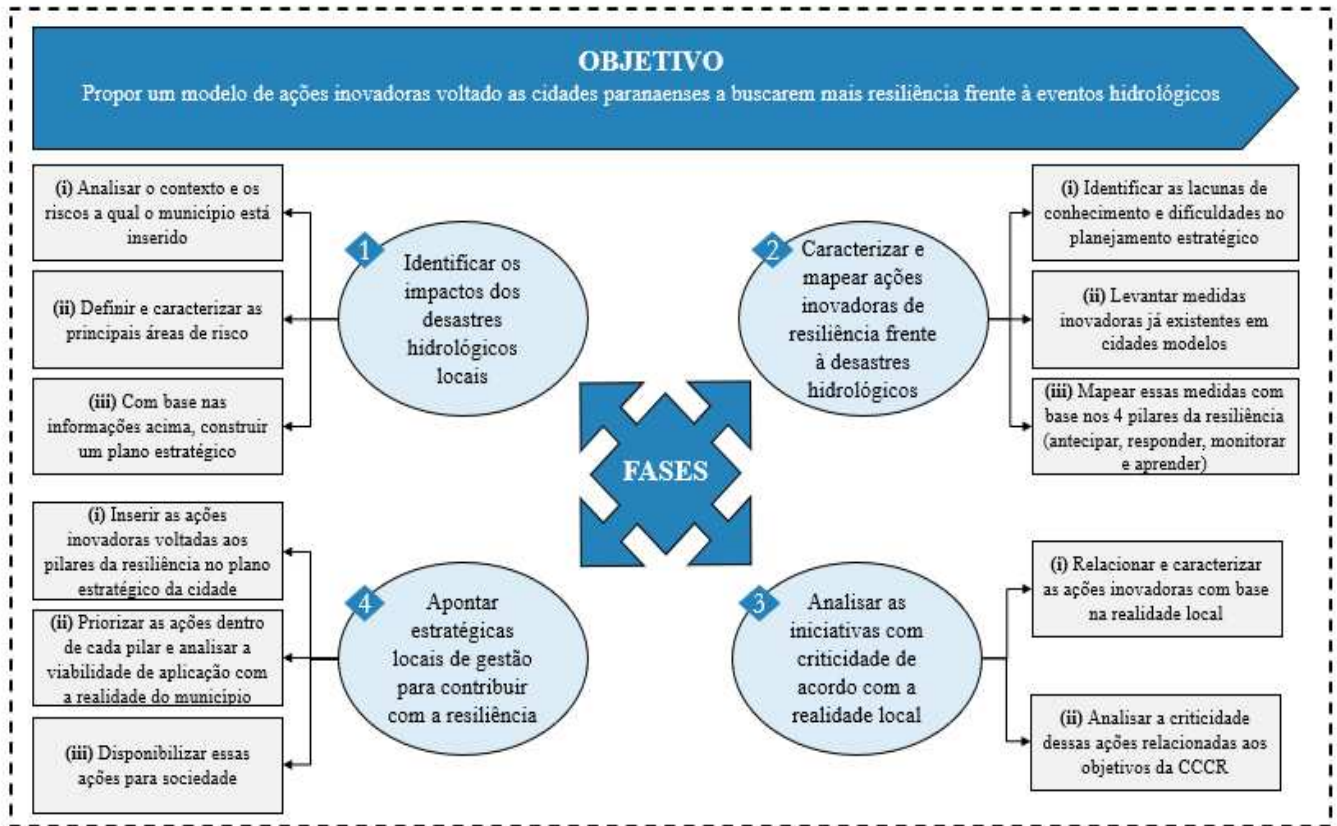 OBJETIVO
Propor um modelo de ações inovadoras voltado as cidades paranaenses a buscarem mais resiliência frente à eventos hidrológicos
(i) Analisar o contexto e os
riscos a qual o município está
inserido
(ii) Definir e caracterizar as
principais áreas de risco
(iii) Com base nas
informações acima, construir
um plano estratégico
1
Identificar os
impactos dos
desastres
hidrológicos
locais
2
Caracterizar e
mapear ações
inovadoras de
resiliência frente
à desastres
hidrológicos
(i) Identificar as lacunas de
conhecimento e dificuldades no
planejamento estratégico
(ii) Levantar medidas
inovadoras já existentes em
cidades modelos
(iii) Mapear essas medidas com
base nos 4 pilares da resiliência
(antecipar, responder, monitorar
e aprender)
FASES
(i) Inserir as ações
inovadoras voltadas aos
pilares da resiliência no plano
estratégico da cidade
(ii) Priorizar as ações dentro
de cada pilar e analisar a
viabilidade de aplicação com
a realidade do município
(iii) Disponibilizar essas
ações para sociedade
4
Apontar
estratégicas
locais de gestão
para contribuir
com a resiliência
3
Analisar as
iniciativas com
criticidade de
acordo com a
realidade local
(i) Relacionar e caracterizar
as ações inovadoras com base
na realidade local
(ii) Analisar a criticidade
dessas ações relacionadas aos
objetivos da CCCR